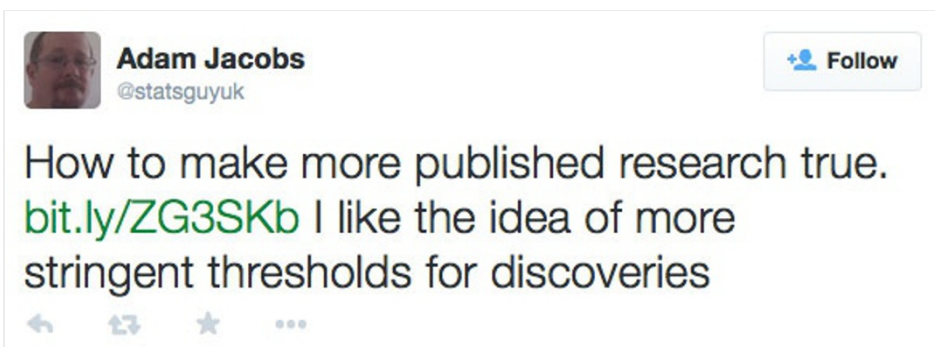 Adam Jacobs
@statsguyuk
Follow
How to make more published research true.
bit.ly/ZG3SKb I like the idea of more
stringent thresholds for discoveries